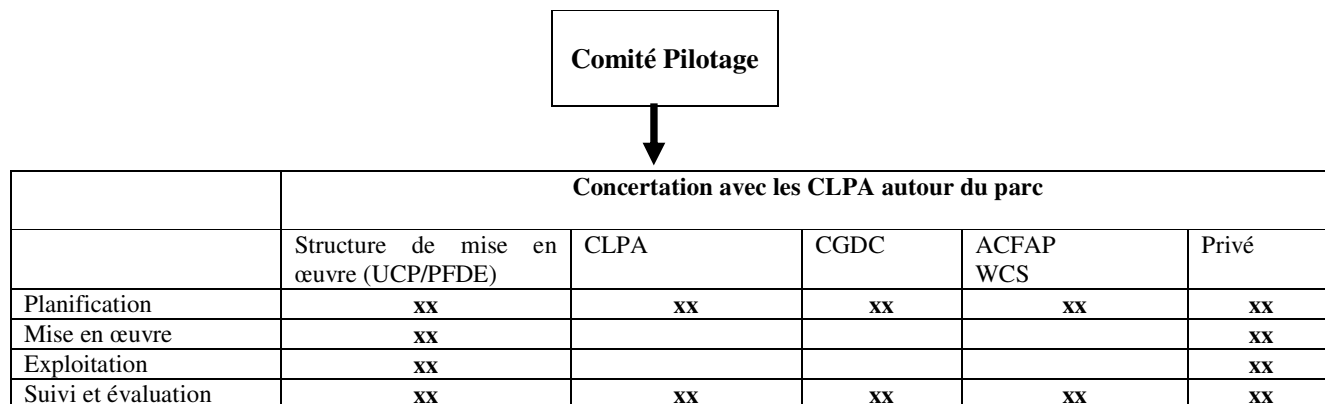 Comité Pilotage
Concertation avec les CLPA autour du parc
Structure de mise en œuvre (UCP/PFDE) CLPA CGDC ACFAP WCS Privé
Planification xx xx xx xx xx
Mise en œuvre xx xx
Exploitation xx xx
Suivi et évaluation xx xx xx xx xx